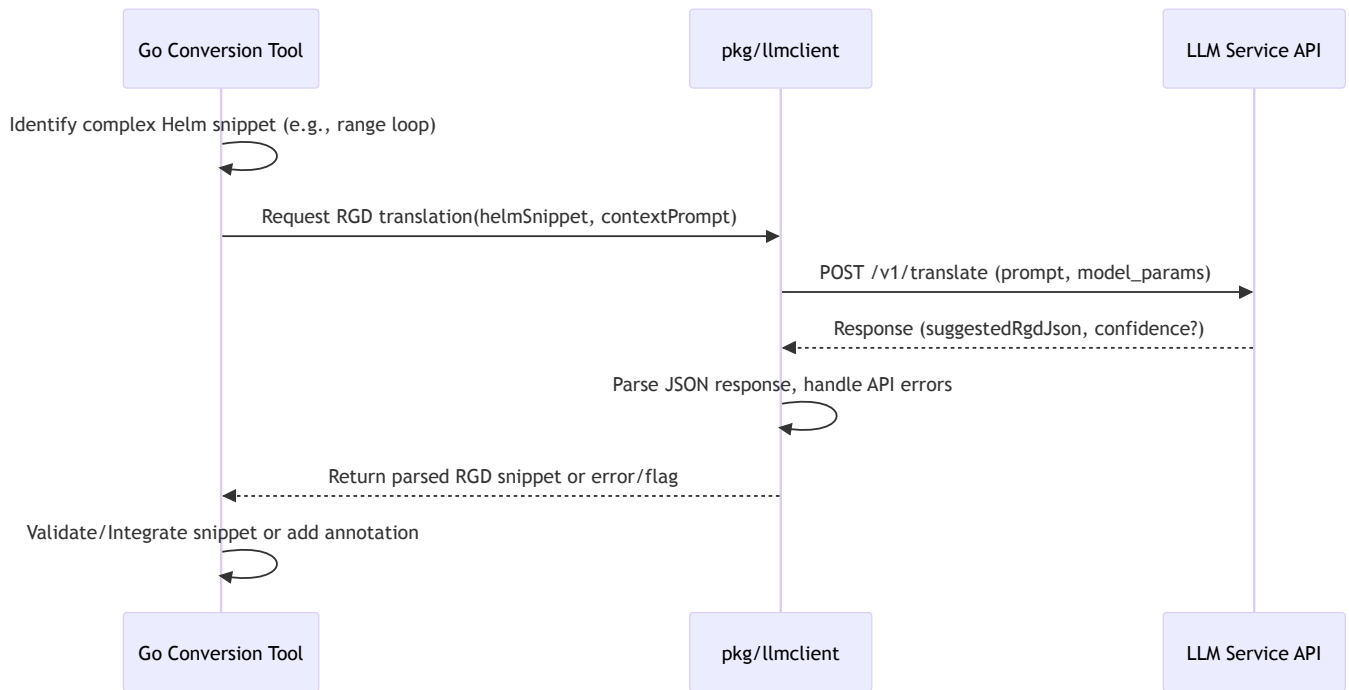 Go Conversion Tool
pkg/llmclient
LLM Service API
Identify complex Helm snippet (e.g., range loop)
Request RGD translation(helmSnippet, contextPrompt)
POST /v1/translate (prompt, model_params)
Response (suggestedRgdJson, confidence?)
Parse JSON response, handle API errors
Return parsed RGD snippet or error/flag
Validate/Integrate snippet or add annotation
Go Conversion Tool
pkg/llmclient
LLM Service API